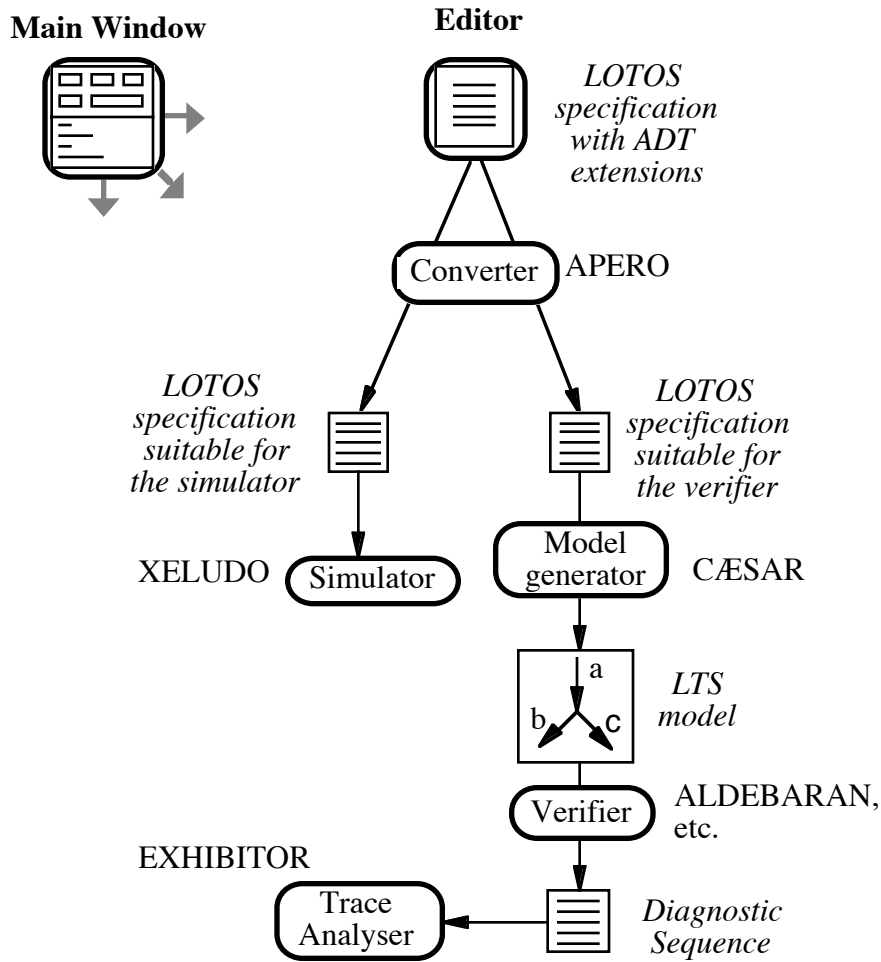 Main Window
Editor
LOTOS
specification
with ADT
extensions
Converter
APERO
LOTOS
specification
suitable for
the simulator
LOTOS
specification
suitable for
the verifier
XELUDO
Simulator
Model
generator
CÆSAR
a
b
c
LTS
model
Verifier
ALDEBARAN,
etc.
EXHIBITOR
Trace
Analyser
Diagnostic
Sequence